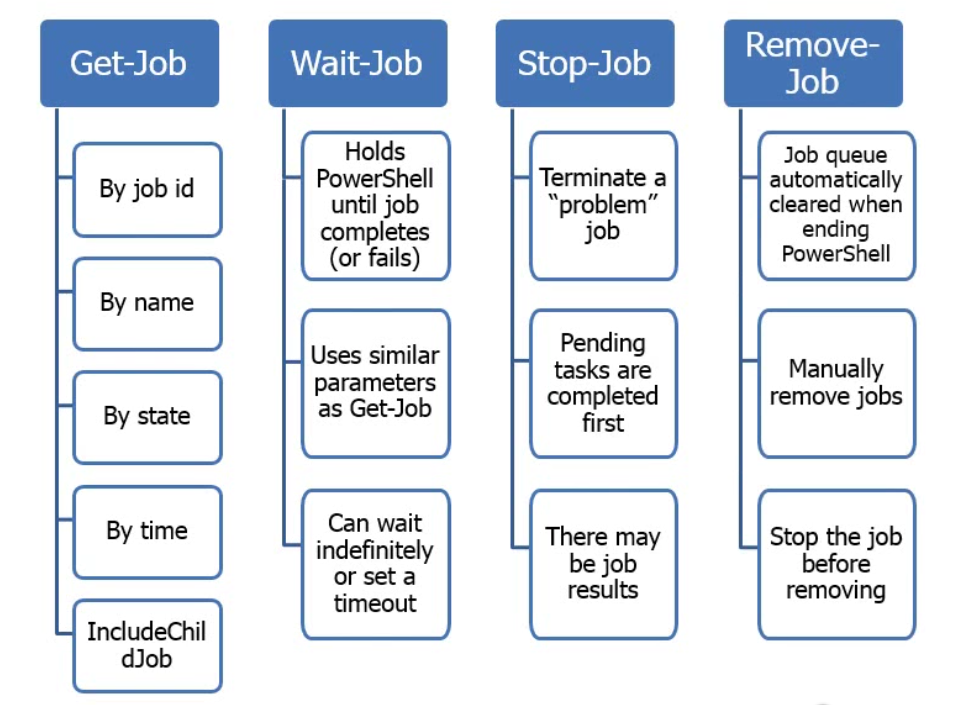 Get-Job
By job id
By name
By state
By time
IncludeChil
dJob
Wait-Job
Holds
PowerShell
until job
completes
(or fails)
Uses similar
parameters
as Get-Job
Can wait
indefinitely
or set a
timeout
Stop-Job
Terminate a
“problem”
job
Pending
tasks are
completed
first
There may
be job
results
Remove-
Job
Job queue
automatically
cleared when
ending
PowerShell
Manually
remove jobs
Stop the job
before
removing